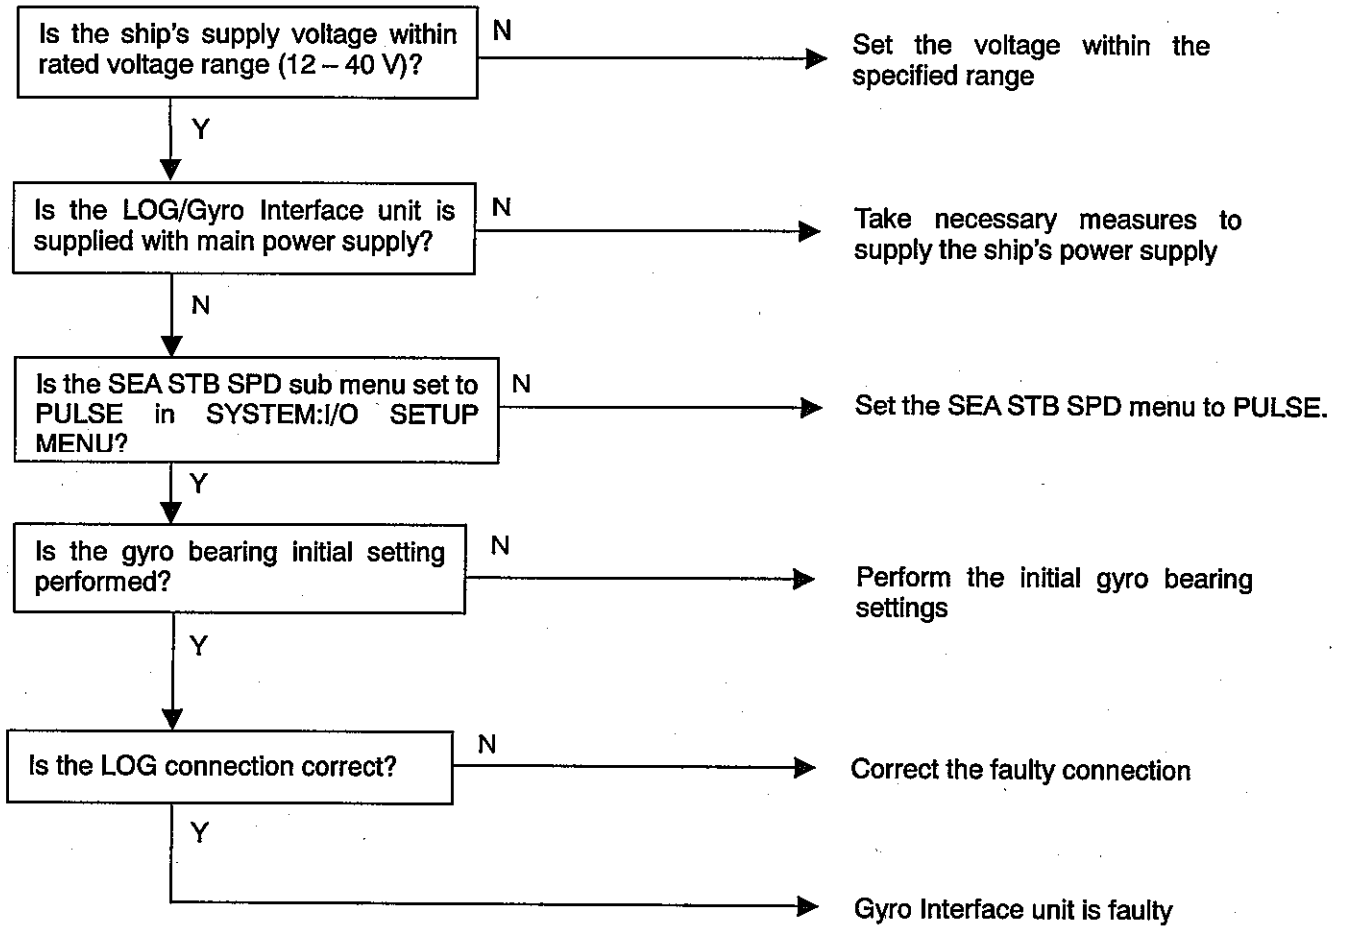 Is the ship's supply voltage within
rated voltage range (12 – 40 V)?
N
Set the voltage within the
specified range
Y
Is the LOG/Gyro Interface unit is
supplied with main power supply?
N
Take necessary measures to
supply the ship's power supply
N
Is the SEA STB SPD sub menu set to
PULSE in SYSTEM:I/O SETUP
MENU?
N
Set the SEA STB SPD menu to PULSE.
Y
Is the gyro bearing initial setting
performed?
N
Perform the initial gyro bearing
settings
Y
Is the LOG connection correct?
N
Correct the faulty connection
Y
Gyro Interface unit is faulty